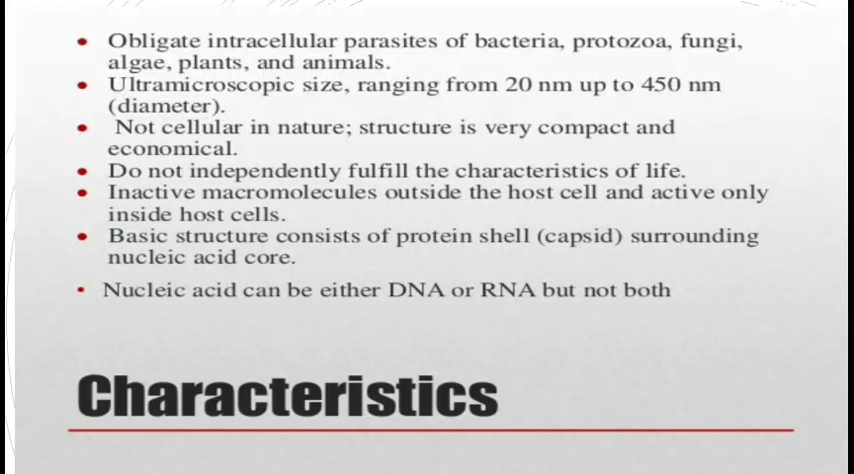 • Obligate intracellular parasites of bacteria, protozoa, fungi,
algae, plants, and animals.
• Ultramicroscopic size, ranging from 20 nm up to 450 nm
(diameter).
• Not cellular in nature; structure is very compact and
economical.
• Do not independently fulfill the characteristics of life.
• Inactive macromolecules outside the host cell and active only
inside host cells.
• Basic structure consists of protein shell (capsid) surrounding
nucleic acid core.
• Nucleic acid can be either DNA or RNA but not both
Characteristics